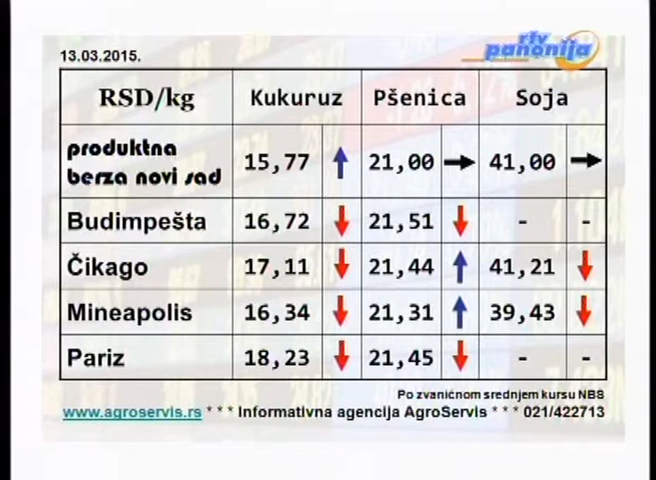 rtv
panonija
13.03.2015.
RSD/kg Kukuruz Pšenica Soja
produktna
berza novi sad 15,77 21,00 41,00
Budimpešta 16,72 21,51 - -
Čikago 17,11 21,44 41,21
Mineapolis 16,34 21,31 39,43
Pariz 18,23 21,45 - -
Po zvaničnom srednjem kursu NBS
www.agroservis.rs * * * Informativna agencija AgroServis * * * 021/422713